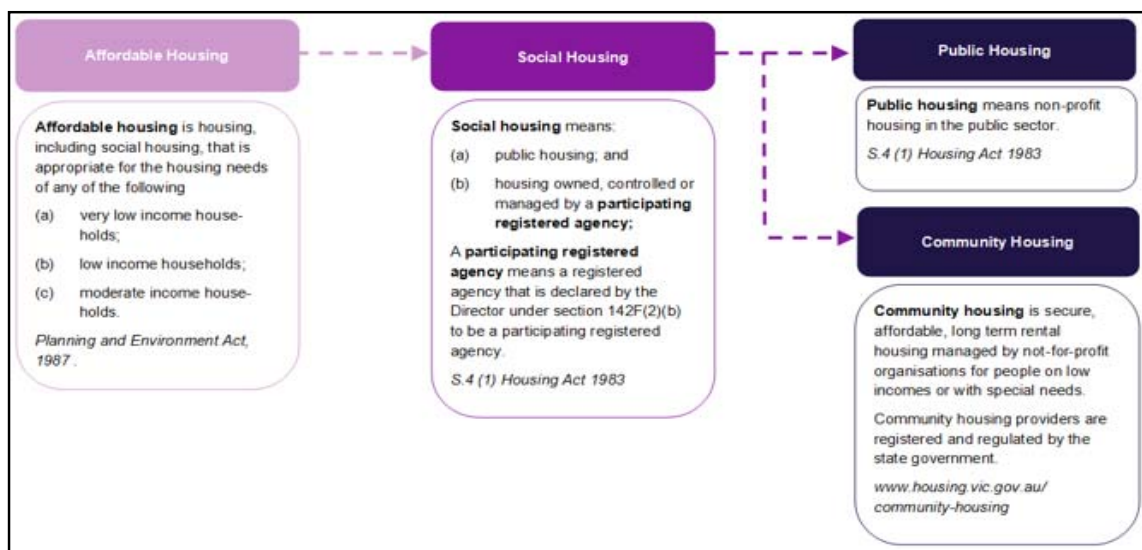 Affordable Housing
Affordable housing is housing,
including social housing, that is
appropriate for the housing needs
of any of the following
(a) very low income house-
holds;
(b) low income households;
(c) moderate income house-
holds.
Planning and Environment Act,
1987 .
Social Housing
Social housing means:
(a) public housing; and
(b) housing owned, controlled or
managed by a participating
registered agency;
A participating registered
agency means a registered
agency that is declared by the
Director under section 142F(2)(b)
to be a participating registered
agency.
S.4 (1) Housing Act 1983
Public Housing
Public housing means non-profit
housing in the public sector.
S.4 (1) Housing Act 1983
Community Housing
Community housing is secure,
affordable, long term rental
housing managed by not-for-profit
organisations for people on low
incomes or with special needs.
Community housing providers are
registered and regulated by the
state government.
www.housing.vic.gov.au/
community-housing